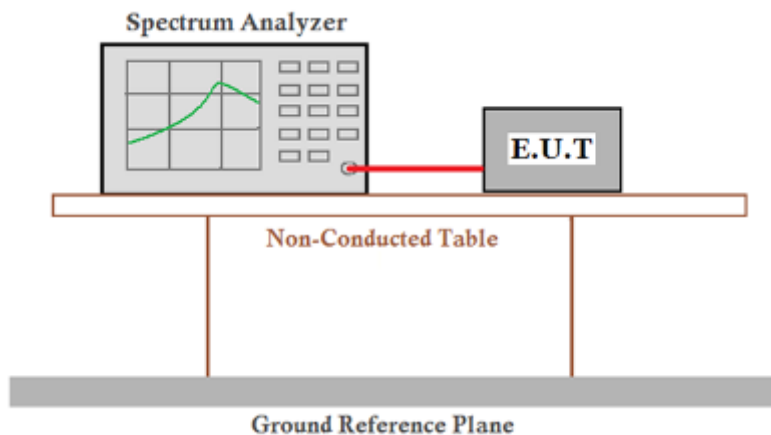 Spectrum Analyzer
E.U.T
Non-Conducted Table
Ground Reference Plane